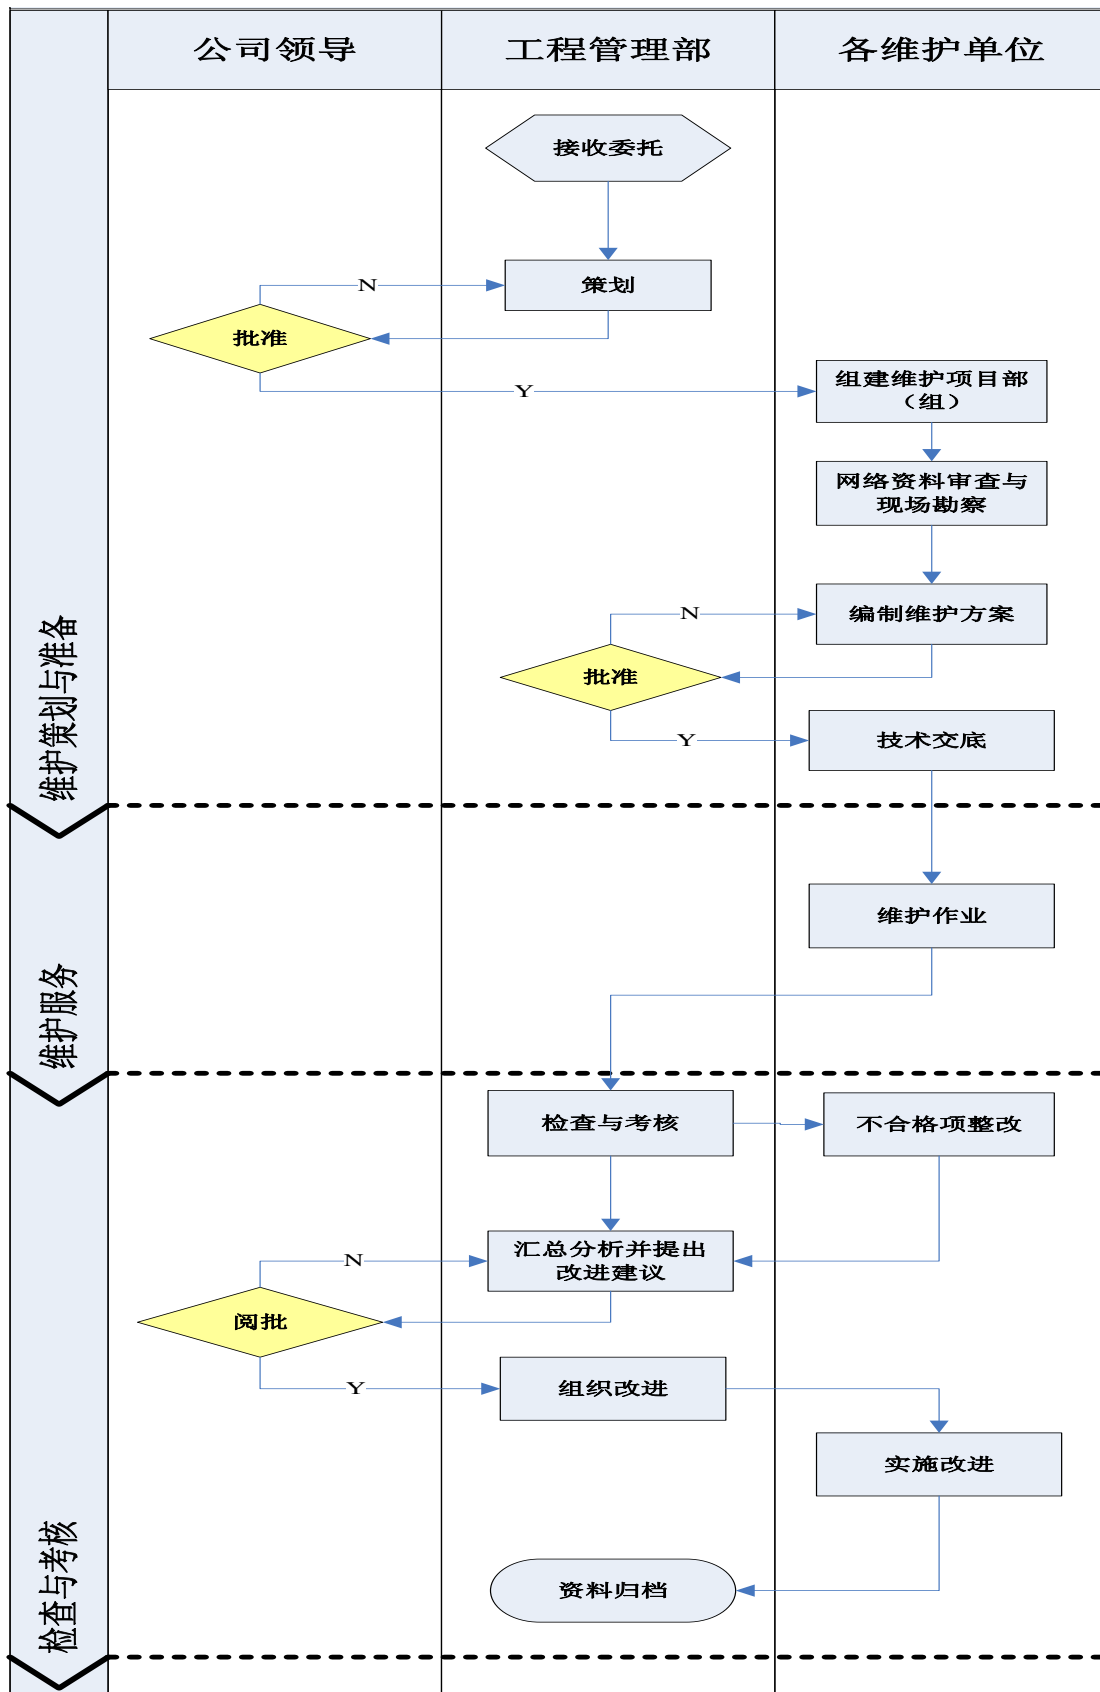 公司领导
工程管理部
各维护单位
接收委托
策划
N
批准
Y
组建维护项目部
（组）
网络资料审查与
现场勘察
编制维护方案
N
批准
Y
技术交底
维护策划与准备
维护作业
维护服务
检查与考核
不合格项整改
汇总分析并提出
改进建议
N
阅批
Y
组织改进
实施改进
资料归档
检查与考核